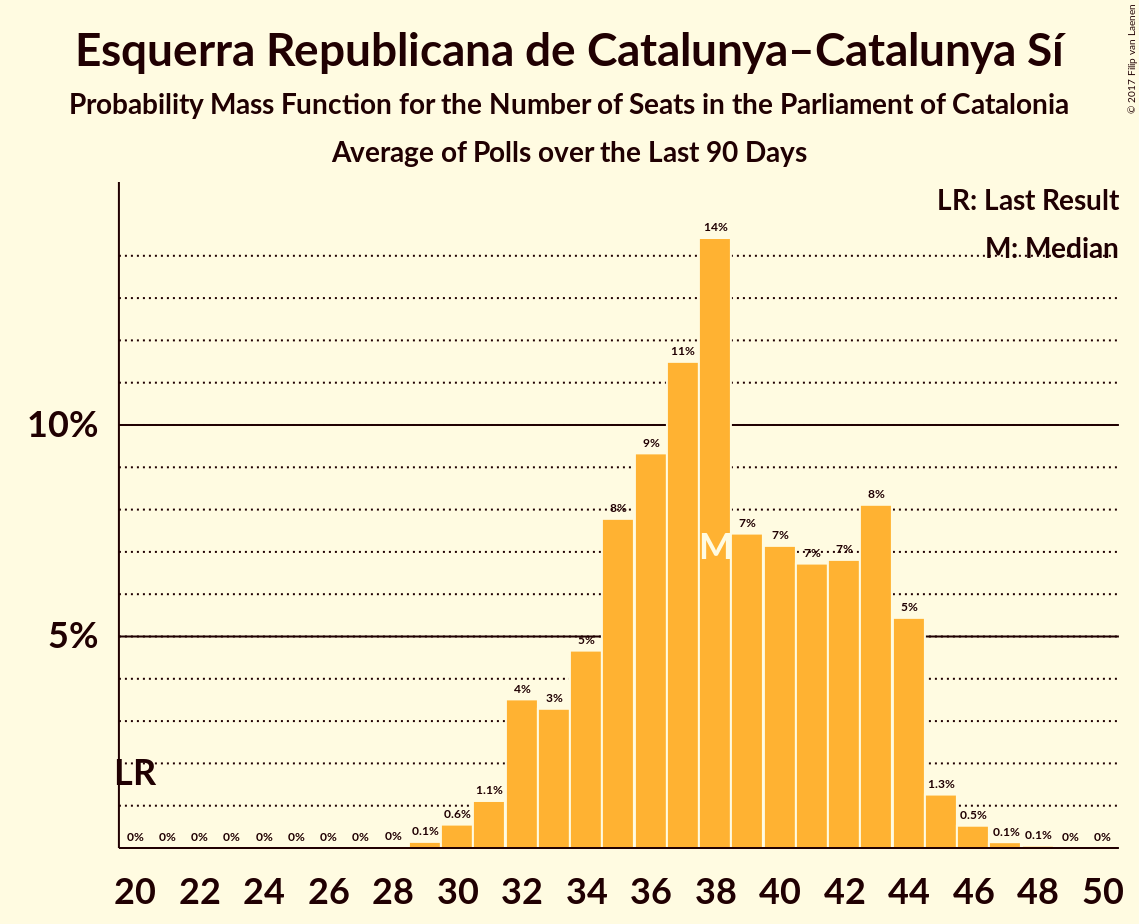 © 2017 Filip van Laenen
Esquerra Republicana de Catalunya–Catalunya Sí
Probability Mass Function for the Number of Seats in the Parliament of Catalonia
Average of Polls over the Last 90 Days
LR: Last Result
M: Median
14%
11%
10%
9%
8%
8%
7%
7%
7%
7%
M
5%
5%
5%
4%
3%
LR
1.1%
1.3%
0.6%
0.5%
0% 0% 0% 0% 0% 0% 0% 0% 0% 0.1% 0.1% 0.1% 0% 0%
20 22 24 26 28 30 32 34 36 38 40 42 44 46 48 50